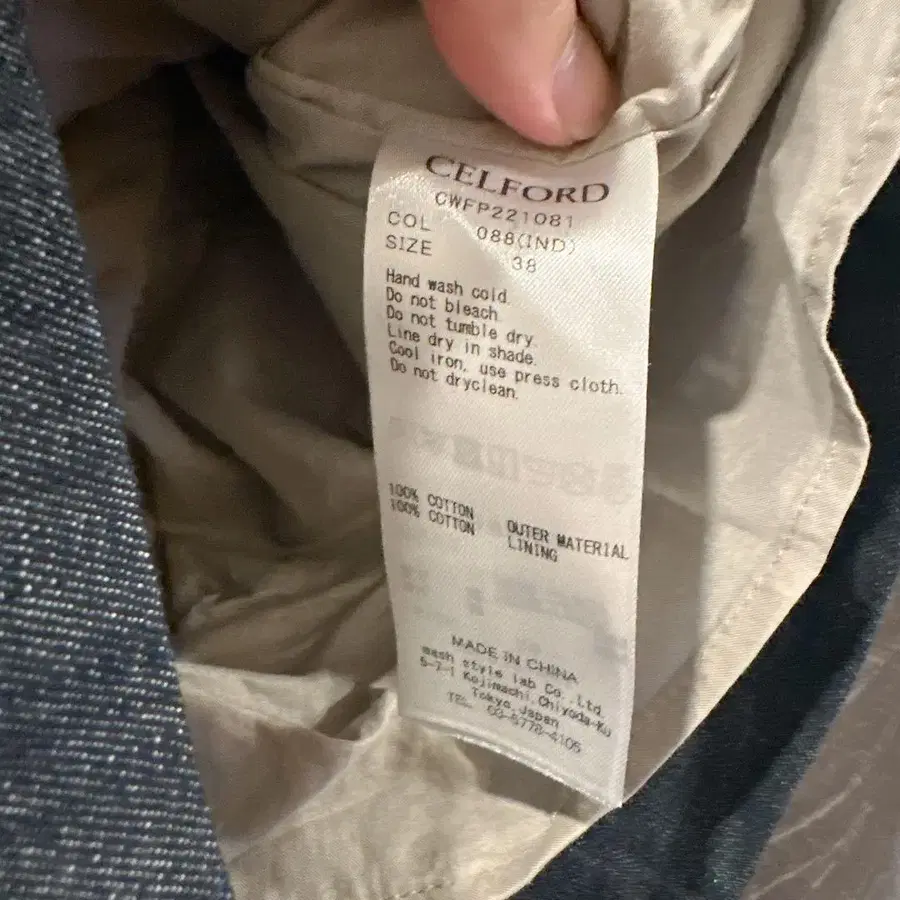 CELFORD
CWFP221081
COL 088(IND)
SIZE 38
Hand wash cold.
Do not bleach.
Do not tumble dry.
Line dry in shade.
Cool iron, use press cloth.
Do not dryclean.
100% COTTON OUTER MATERIAL
100% COTTON LINING
MADE IN CHINA
mash style lab Co.,Ltd.
5-7-1 Kojimachi,Chiyoda-Ku
Tokyo,Japan
TEL 03-5778-4105